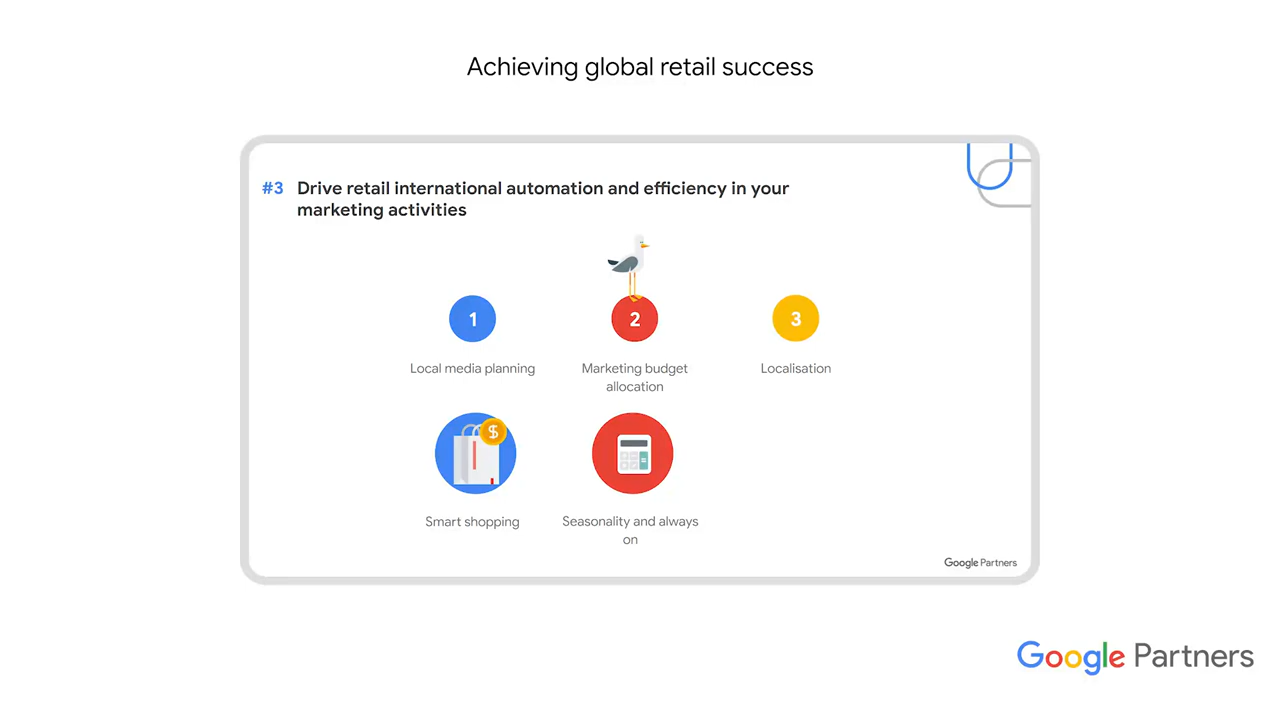 Achieving global retail success
#3 Drive retail international automation and efficiency in your
marketing activities
1
2
3
Local media planning
Marketing budget
allocation
Localisation
$
Smart shopping
Seasonality and always
on
Google Partners
Google Partners